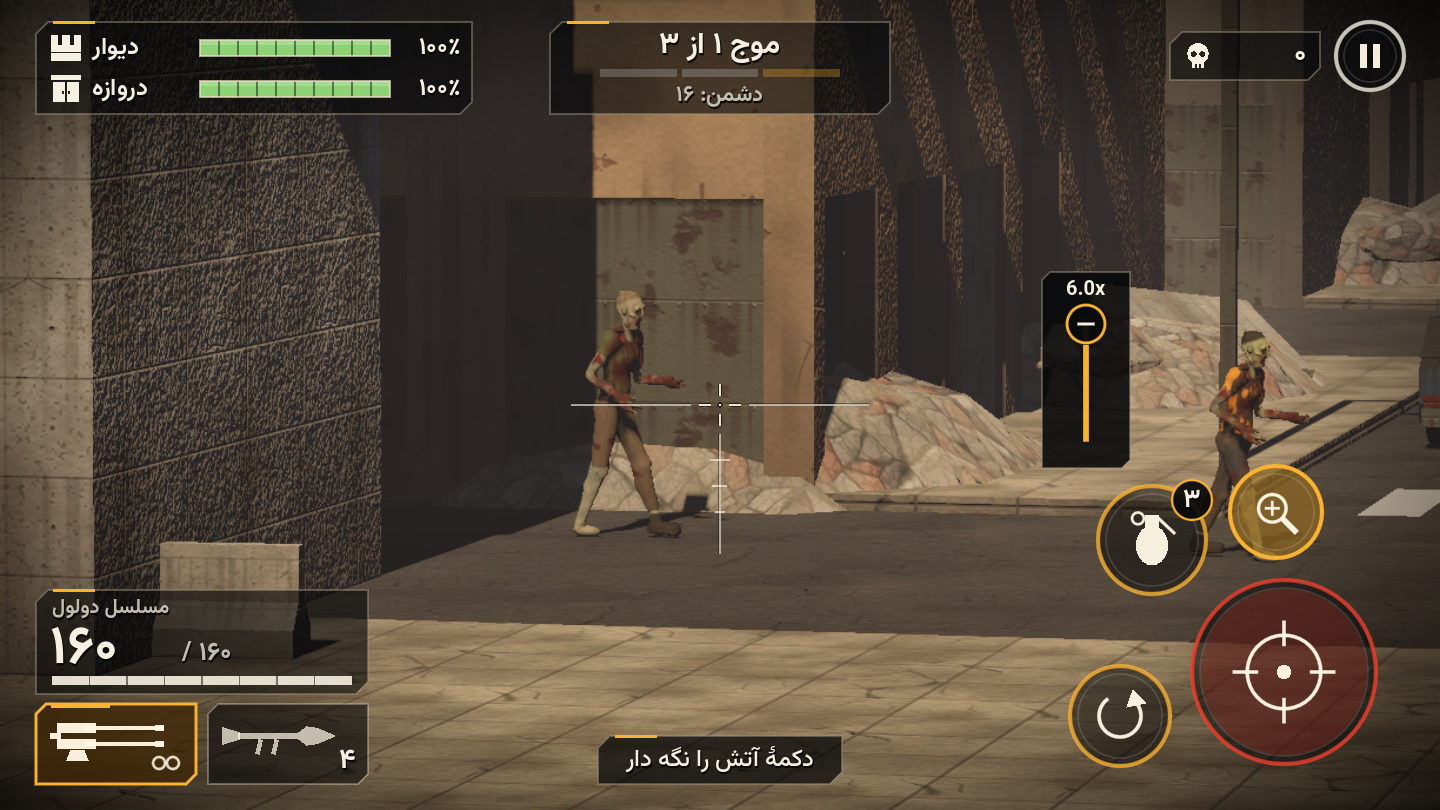 دیوار ۱۰۰٪
دروازه ۱۰۰٪
موج ۱ از ۳
دشمن: ۱۶
۰
6.0x
۳
مسلسل دولول
۱۶۰ / ۱۶۰
۴
دکمهٔ آتش را نگه دار